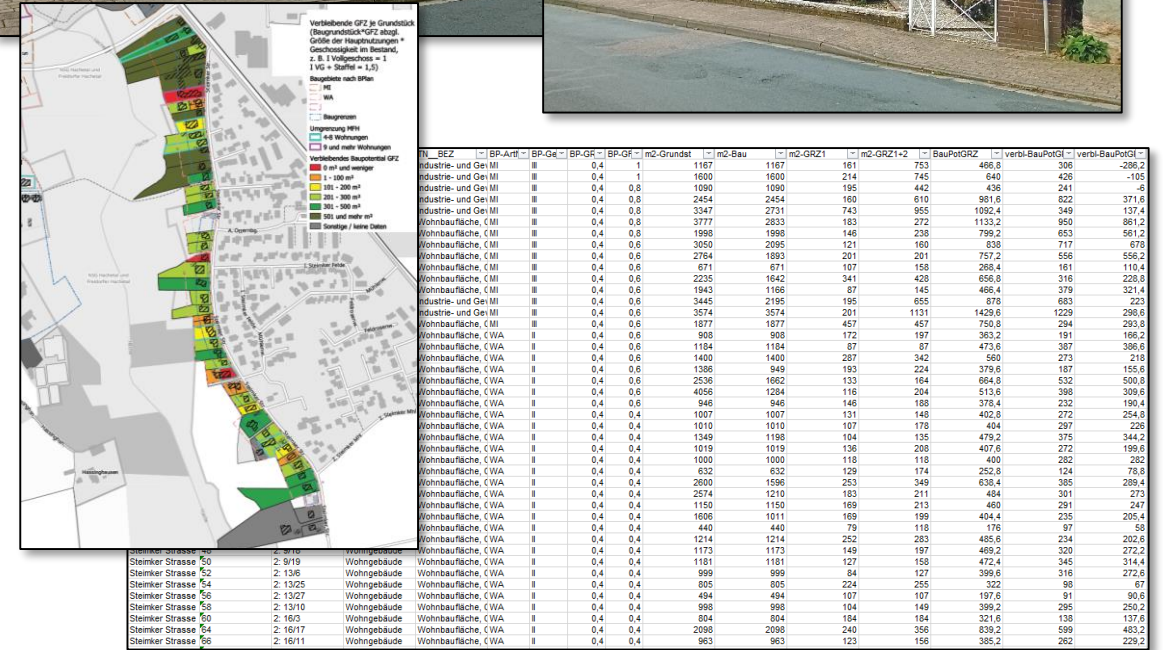 Verbleibende GFZ je Grundstück
(Baugrundstück*GFZ abzgl.
Größe der Hauptnutzungen *
Geschossigkeit im Bestand,
z. B. I Vollgeschoss = 1
I VG + Staffel = 1,5)
Baugebiete nach BPlan
MI
WA
Baugrenzen
Umgrenzung MFH
4-8 Wohnungen
9 und mehr Wohnungen
Verbleibendes Baupotential GFZ
0 m² und weniger
1 - 100 m²
101 - 200 m²
201 - 300 m²
301 - 500 m²
501 und mehr m²
Sonstige / keine Daten
Hassinghausen
TN__BEZ BP-Artf BP-Ge BP-GF BP-GF m2-Grundst m2-Bau m2-GRZ1 m2-GRZ1+2 BauPotGRZ verbl-BauPotGl verbl-BauPotGl
ndustrie- und Gev MI III 0,4 1 1167 1167 161 753 466,8 306 -286,2
ndustrie- und Gev MI III 0,4 1 1600 1600 214 745 640 426 -105
ndustrie- und Gev MI III 0,4 0,8 1090 1090 195 442 436 241 -6
ndustrie- und Gev MI III 0,4 0,8 2454 2454 160 610 981,6 822 371,6
ndustrie- und Gev MI III 0,4 0,8 3347 2731 743 955 1092,4 349 137,4
Wohnbaufläche, ( MI III 0,4 0,8 3777 2833 183 272 1133,2 950 861,2
Wohnbaufläche, ( MI III 0,4 0,8 1998 1998 146 238 799,2 653 561,2
Wohnbaufläche, ( MI III 0,4 0,6 3050 2095 121 160 838 717 678
Wohnbaufläche, ( MI III 0,4 0,6 2764 1893 201 201 757,2 556 556,2
Wohnbaufläche, ( MI III 0,4 0,6 671 671 107 158 268,4 161 110,4
Wohnbaufläche, ( MI III 0,4 0,6 2235 1642 341 428 656,8 316 228,8
Wohnbaufläche, ( MI III 0,4 0,6 1943 1166 87 145 466,4 379 321,4
ndustrie- und Gev MI III 0,4 0,6 3445 2195 195 655 878 683 223
ndustrie- und Gev MI III 0,4 0,6 3574 3574 201 1131 1429,6 1229 298,6
Wohnbaufläche, ( MI III 0,4 0,6 1877 1877 457 457 750,8 294 293,8
Wohnbaufläche, ( WA II 0,4 0,6 908 908 172 197 363,2 191 166,2
Wohnbaufläche, ( WA II 0,4 0,6 1184 1184 87 87 473,6 387 386,6
Wohnbaufläche, ( WA II 0,4 0,6 1400 1400 287 342 560 273 218
Wohnbaufläche, ( WA II 0,4 0,6 1386 949 193 224 379,6 187 155,6
Wohnbaufläche, ( WA II 0,4 0,6 2536 1662 133 164 664,8 532 500,8
Wohnbaufläche, ( WA II 0,4 0,6 4056 1284 116 204 513,6 398 309,6
Wohnbaufläche, ( WA II 0,4 0,6 946 946 146 188 378,4 232 190,4
Wohnbaufläche, ( WA II 0,4 0,4 1007 1007 131 148 402,8 272 254,8
Wohnbaufläche, ( WA II 0,4 0,4 1010 1010 107 178 404 297 226
Wohnbaufläche, ( WA II 0,4 0,4 1349 1198 104 135 479,2 375 344,2
Wohnbaufläche, ( WA II 0,4 0,4 1019 1019 136 208 407,6 272 199,6
Wohnbaufläche, ( WA II 0,4 0,4 1000 1000 118 118 400 282 282
Wohnbaufläche, ( WA II 0,4 0,4 632 632 129 174 252,8 124 78,8
Wohnbaufläche, ( WA II 0,4 0,4 2600 1596 253 349 638,4 385 289,4
Wohnbaufläche, ( WA II 0,4 0,4 2574 1210 183 211 484 301 273
Wohnbaufläche, ( WA II 0,4 0,4 1150 1150 169 213 460 291 247
Wohnbaufläche, ( WA II 0,4 0,4 1606 1011 169 199 404,4 235 205,4
Wohnbaufläche, ( WA II 0,4 0,4 440 440 79 118 176 97 58
Wohnbaufläche, ( WA II 0,4 0,4 1214 1214 252 283 485,6 234 202,6
Steimker Strasse 48 2: 9/18 Wohngebäude Wohnbaufläche, ( WA II 0,4 0,4 1173 1173 149 197 469,2 320 272,2
Steimker Strasse 50 2: 9/19 Wohngebäude Wohnbaufläche, ( WA II 0,4 0,4 1181 1181 127 158 472,4 345 314,4
Steimker Strasse 52 2: 13/6 Wohngebäude Wohnbaufläche, ( WA II 0,4 0,4 999 999 84 127 399,6 316 272,6
Steimker Strasse 54 2: 13/25 Wohngebäude Wohnbaufläche, ( WA II 0,4 0,4 805 805 224 255 322 98 67
Steimker Strasse 56 2: 13/27 Wohngebäude Wohnbaufläche, ( WA II 0,4 0,4 494 494 107 107 197,6 91 90,6
Steimker Strasse 58 2: 13/10 Wohngebäude Wohnbaufläche, ( WA II 0,4 0,4 998 998 104 149 399,2 295 250,2
Steimker Strasse 60 2: 16/3 Wohngebäude Wohnbaufläche, ( WA II 0,4 0,4 804 804 184 184 321,6 138 137,6
Steimker Strasse 64 2: 16/17 Wohngebäude Wohnbaufläche, ( WA II 0,4 0,4 2098 2098 240 356 839,2 599 483,2
Steimker Strasse 66 2: 16/11 Wohngebäude Wohnbaufläche, ( WA II 0,4 0,4 963 963 123 156 385,2 262 229,2